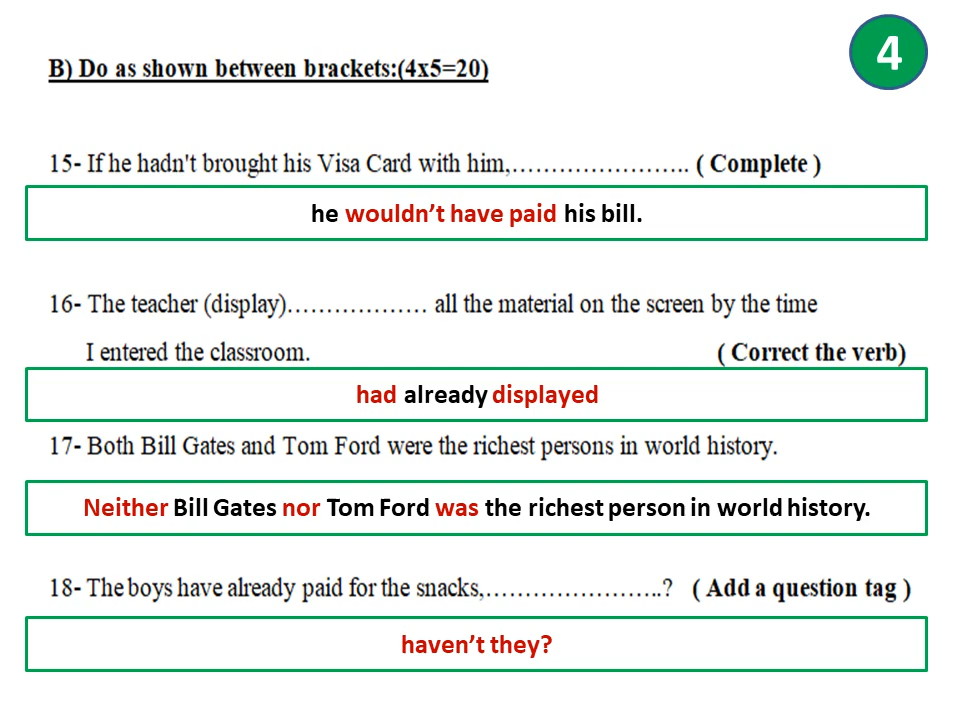 4
B) Do as shown between brackets:(4x5=20)
15- If he hadn't brought his Visa Card with him,………………….. ( Complete )
he wouldn’t have paid his bill.
16- The teacher (display)……………… all the material on the screen by the time
I entered the classroom. ( Correct the verb)
had already displayed
17- Both Bill Gates and Tom Ford were the richest persons in world history.
Neither Bill Gates nor Tom Ford was the richest person in world history.
18- The boys have already paid for the snacks,…………………..? ( Add a question tag )
haven’t they?